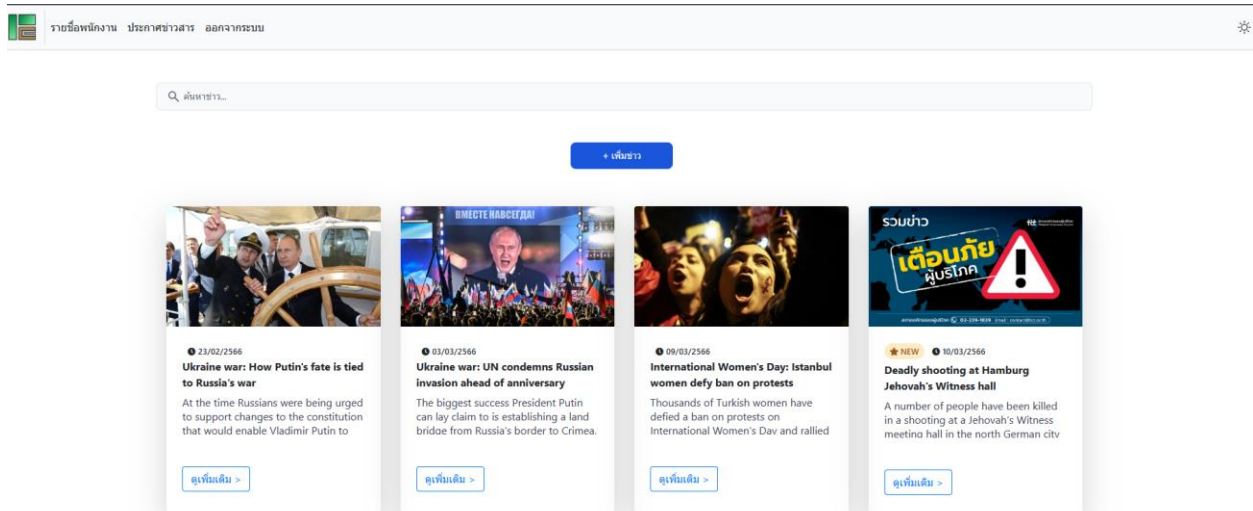 รายชื่อพนักงาน ประกาศข่าวสาร ออกจากระบบ
ค้นหาข่าว...
+ เพิ่มข่าว
ВМЕСТЕ НАВСЕГДА!
รวมข่าว
เตือนภัย
ผู้บริโภค
23/02/2566
Ukraine war: How Putin's fate is tied
to Russia's war
At the time Russians were being urged
to support changes to the constitution
that would enable Vladimir Putin to
ดูเพิ่มเติม >
03/03/2566
Ukraine war: UN condemns Russian
invasion ahead of anniversary
The biggest success President Putin
can lay claim to is establishing a land
bridge from Russia's border to Crimea.
ดูเพิ่มเติม >
09/03/2566
International Women's Day: Istanbul
women defy ban on protests
Thousands of Turkish women have
defied a ban on protests on
International Women's Day and rallied
ดูเพิ่มเติม >
NEW 10/03/2566
Deadly shooting at Hamburg
Jehovah's Witness hall
A number of people have been killed
in a shooting at a Jehovah's Witness
meeting hall in the north German city
ดูเพิ่มเติม >